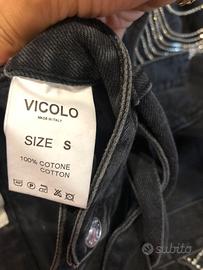 VICOLO
MADE IN ITALY
SIZE S
100% COTONE
COTTON
subito